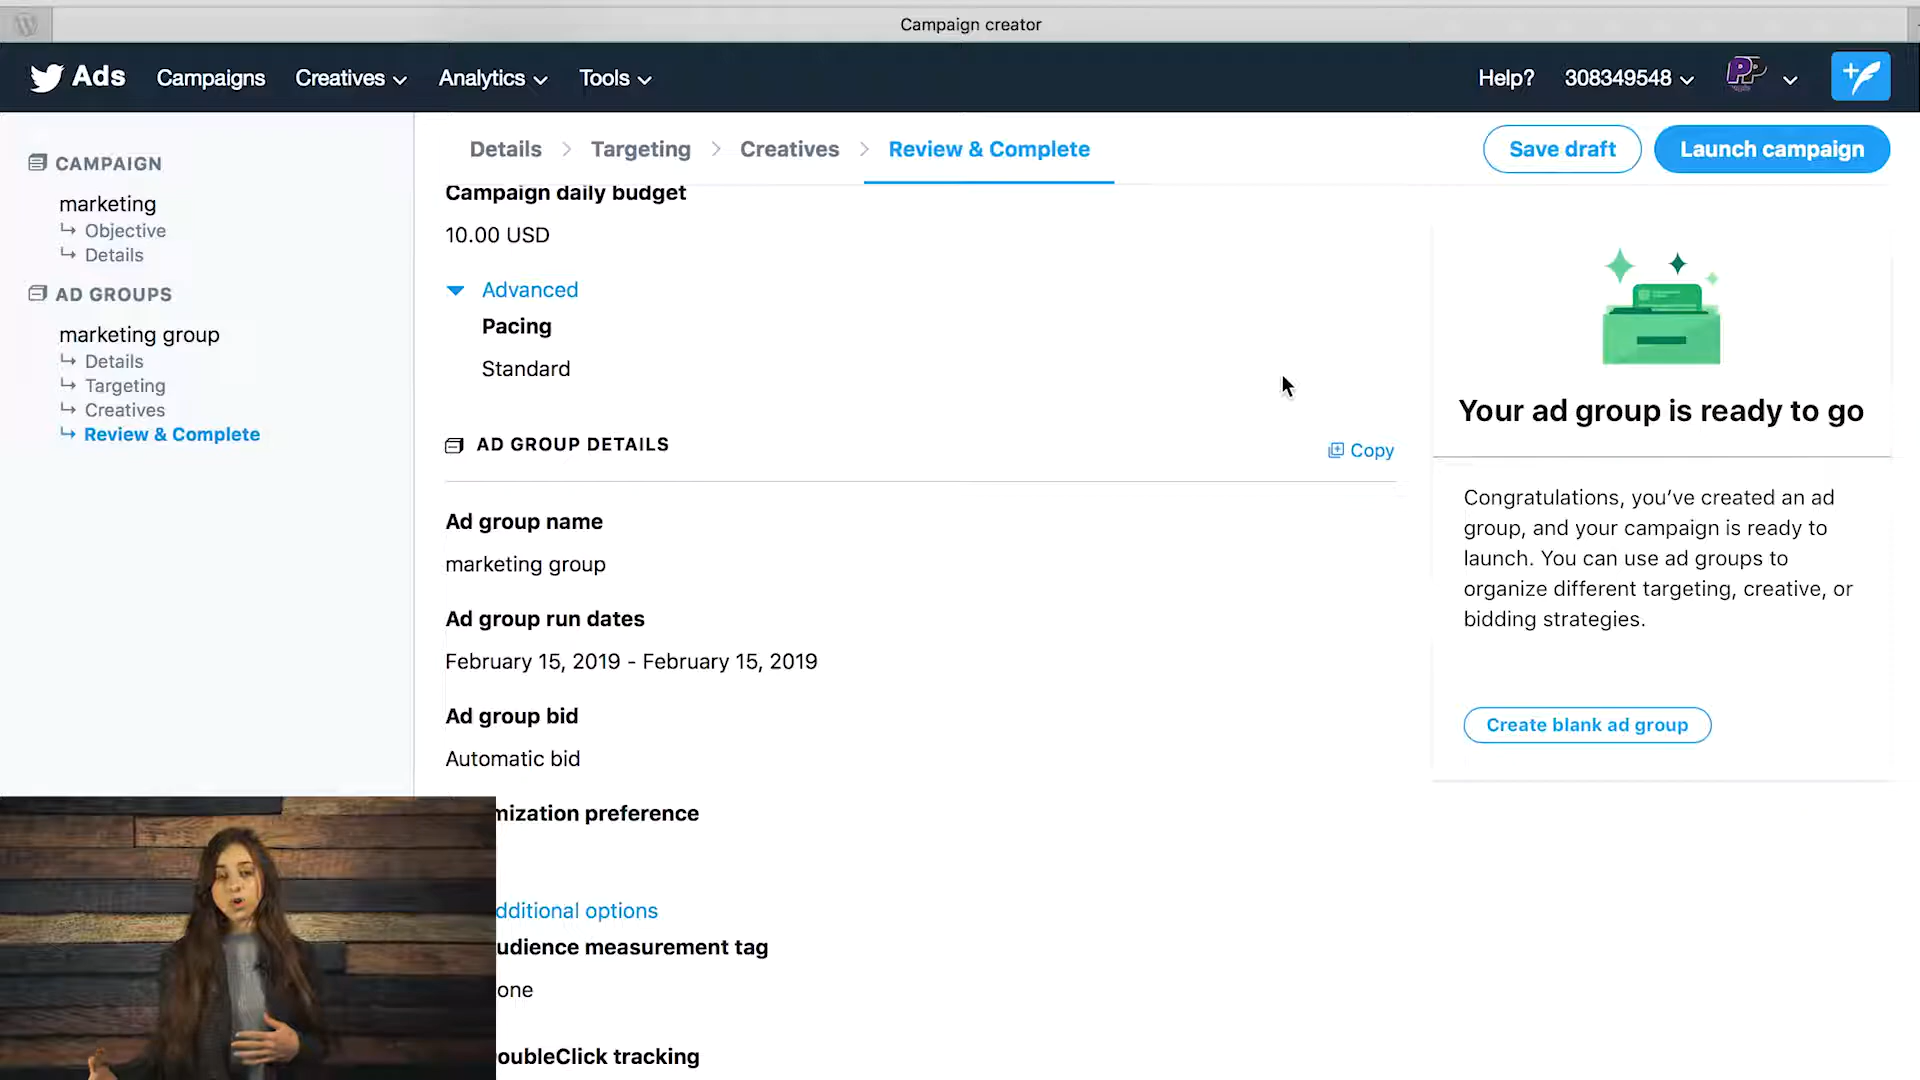 Campaign creator
Ads Campaigns Creatives Analytics Tools Help? 308349548
CAMPAIGN
marketing
Objective
Details
AD GROUPS
marketing group
Details
Targeting
Creatives
Review & Complete
Details Targeting Creatives Review & Complete Save draft Launch campaign
Campaign daily budget
10.00 USD
Advanced
Pacing
Standard
AD GROUP DETAILS
Copy
Ad group name
marketing group
Ad group run dates
February 15, 2019 - February 15, 2019
Ad group bid
Automatic bid
mization preference
dditional options
udience measurement tag
one
oubleClick tracking
Your ad group is ready to go
Congratulations, you’ve created an ad
group, and your campaign is ready to
launch. You can use ad groups to
organize different targeting, creative, or
bidding strategies.
Create blank ad group